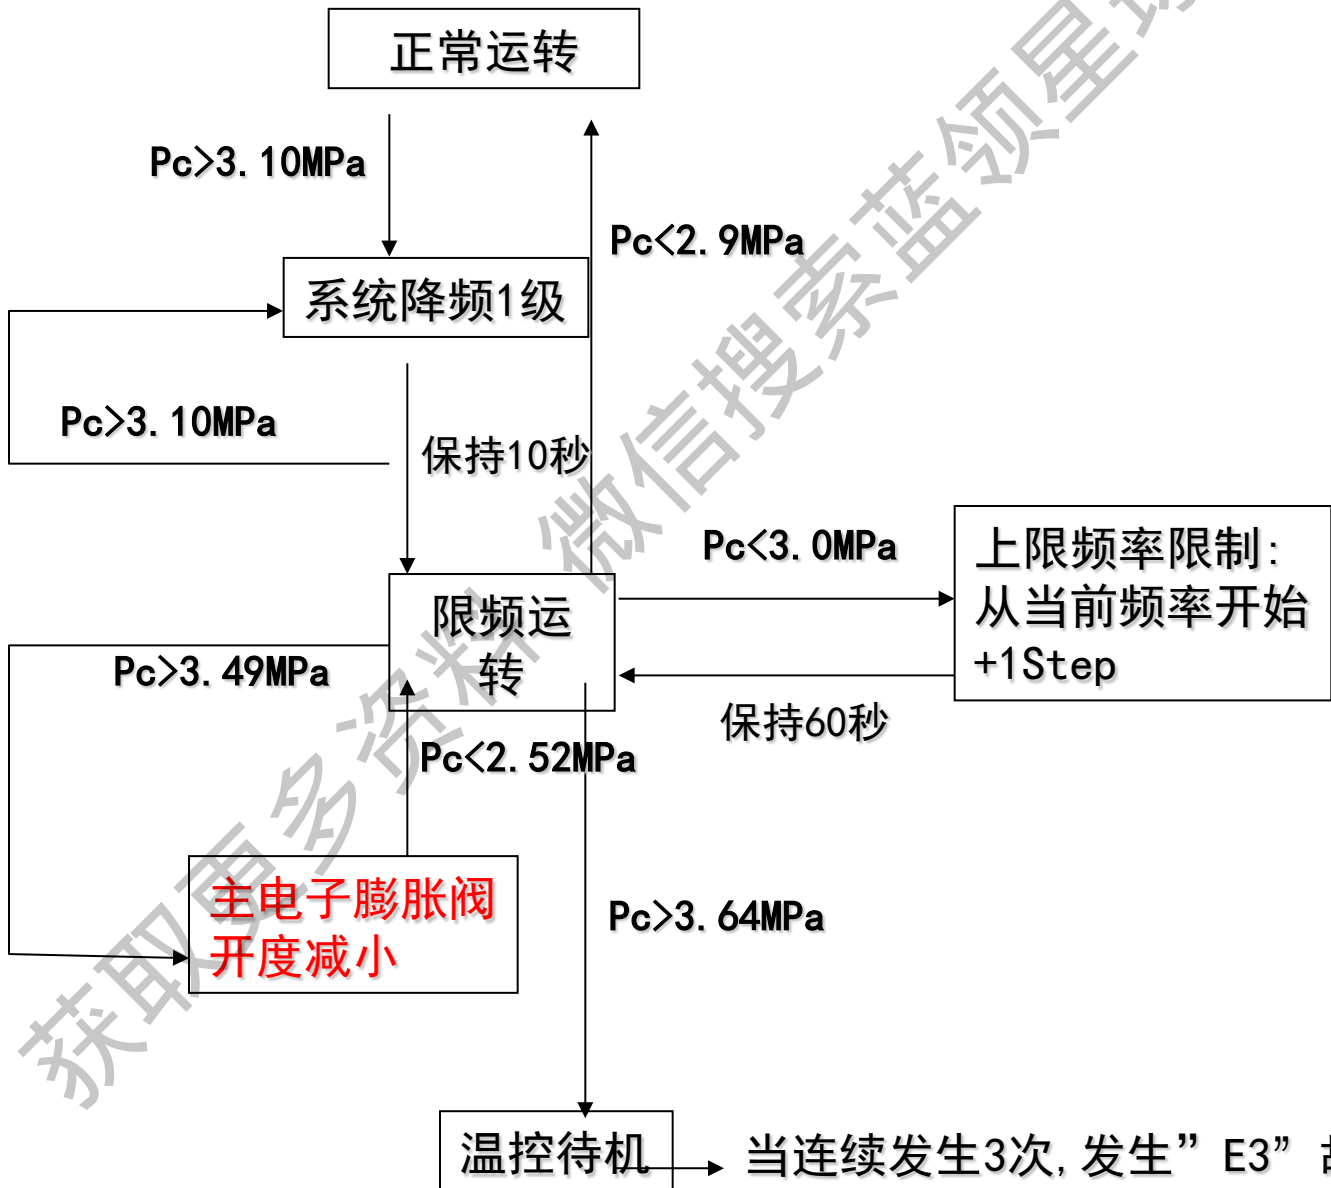 正常运转
Pc>3.10MPa
Pc<2.9MPa
系统降频1级
Pc>3.10MPa
保持10秒
Pc<3.0MPa
上限频率限制:
从当前频率开始
+1Step
限频运
转
Pc>3.49MPa
保持60秒
Pc<2.52MPa
主电子膨胀阀
开度减小
Pc>3.64MPa
温控待机
当连续发生3次,发生”E3”
获取更多资料 微信搜索蓝领星球